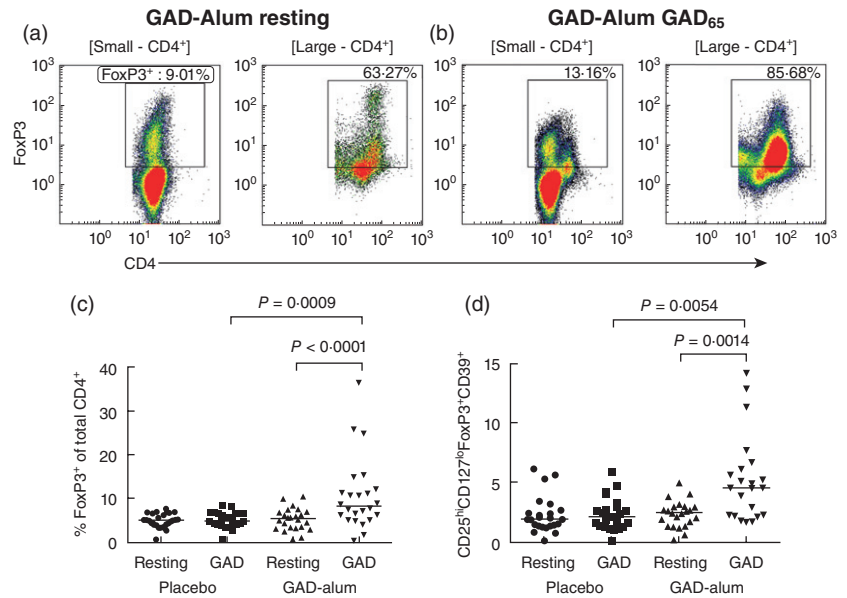 GAD-Alum resting
GAD-Alum GAD65
(a)
[Small - CD4+]
[Large - CD4+]
(b)
[Small - CD4+]
[Large - CD4+]
FoxP3
10³
10²
10¹
10⁰
FoxP3+ : 9·01%
10⁰ 10¹ 10² 10³
10³
10²
10¹
10⁰
63·27%
10⁰ 10¹ 10² 10³
10³
10²
10¹
10⁰
13·16%
10⁰ 10¹ 10² 10³
10³
10²
10¹
10⁰
85·68%
10⁰ 10¹ 10² 10³
CD4
(c)
P = 0·0009
P < 0·0001
% FoxP3+ of total CD4+
40
30
20
10
0
Resting GAD Resting GAD
Placebo GAD-alum
(d)
P = 0·0054
P = 0·0014
CD25hiCD127loFoxP3+CD39+
15
10
5
0
Resting GAD Resting GAD
Placebo GAD-alum